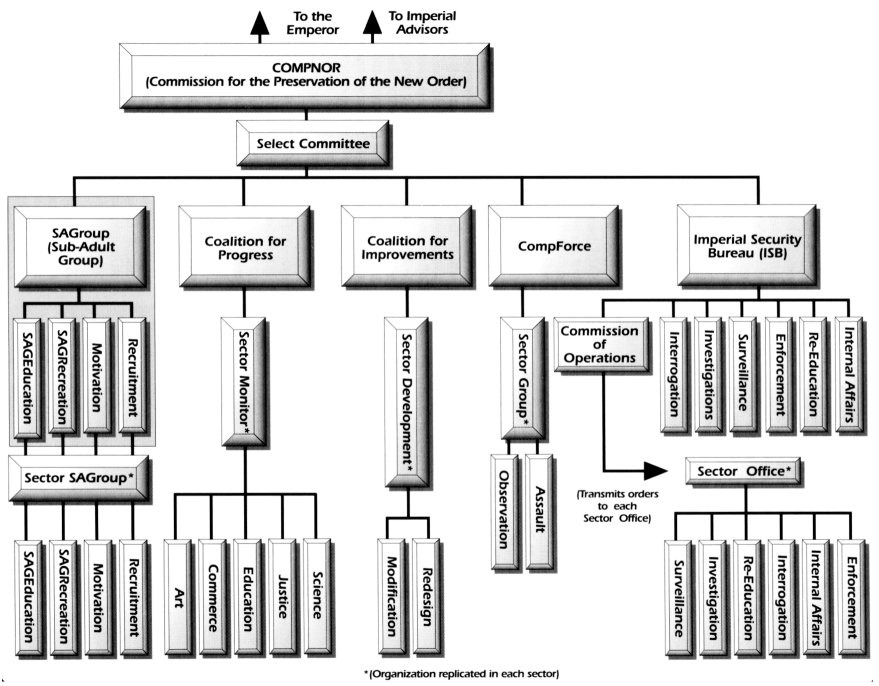 To the
Emperor
To Imperial
Advisors
COMPNOR
(Commission for the Preservation of the New Order)
Select Committee
SAGroup
(Sub-Adult
Group)
Coalition for
Progress
Coalition for
Improvements
CompForce
Imperial Security
Bureau (ISB)
SAGEducation
SAGRecreation
Motivation
Recruitment
Sector Monitor*
Sector Development*
Sector Group*
Commission
of
Operations
Interrogation
Investigations
Surveillance
Enforcement
Re-Education
Internal Affairs
Sector SAGroup*
Observation
Assault
Sector Office*
(Transmits orders
to each
Sector Office)
SAGEducation
SAGRecreation
Motivation
Recruitment
Art
Commerce
Education
Justice
Science
Modification
Redesign
Surveillance
Investigation
Re-Education
Interrogation
Internal Affairs
Enforcement
*(Organization replicated in each sector)